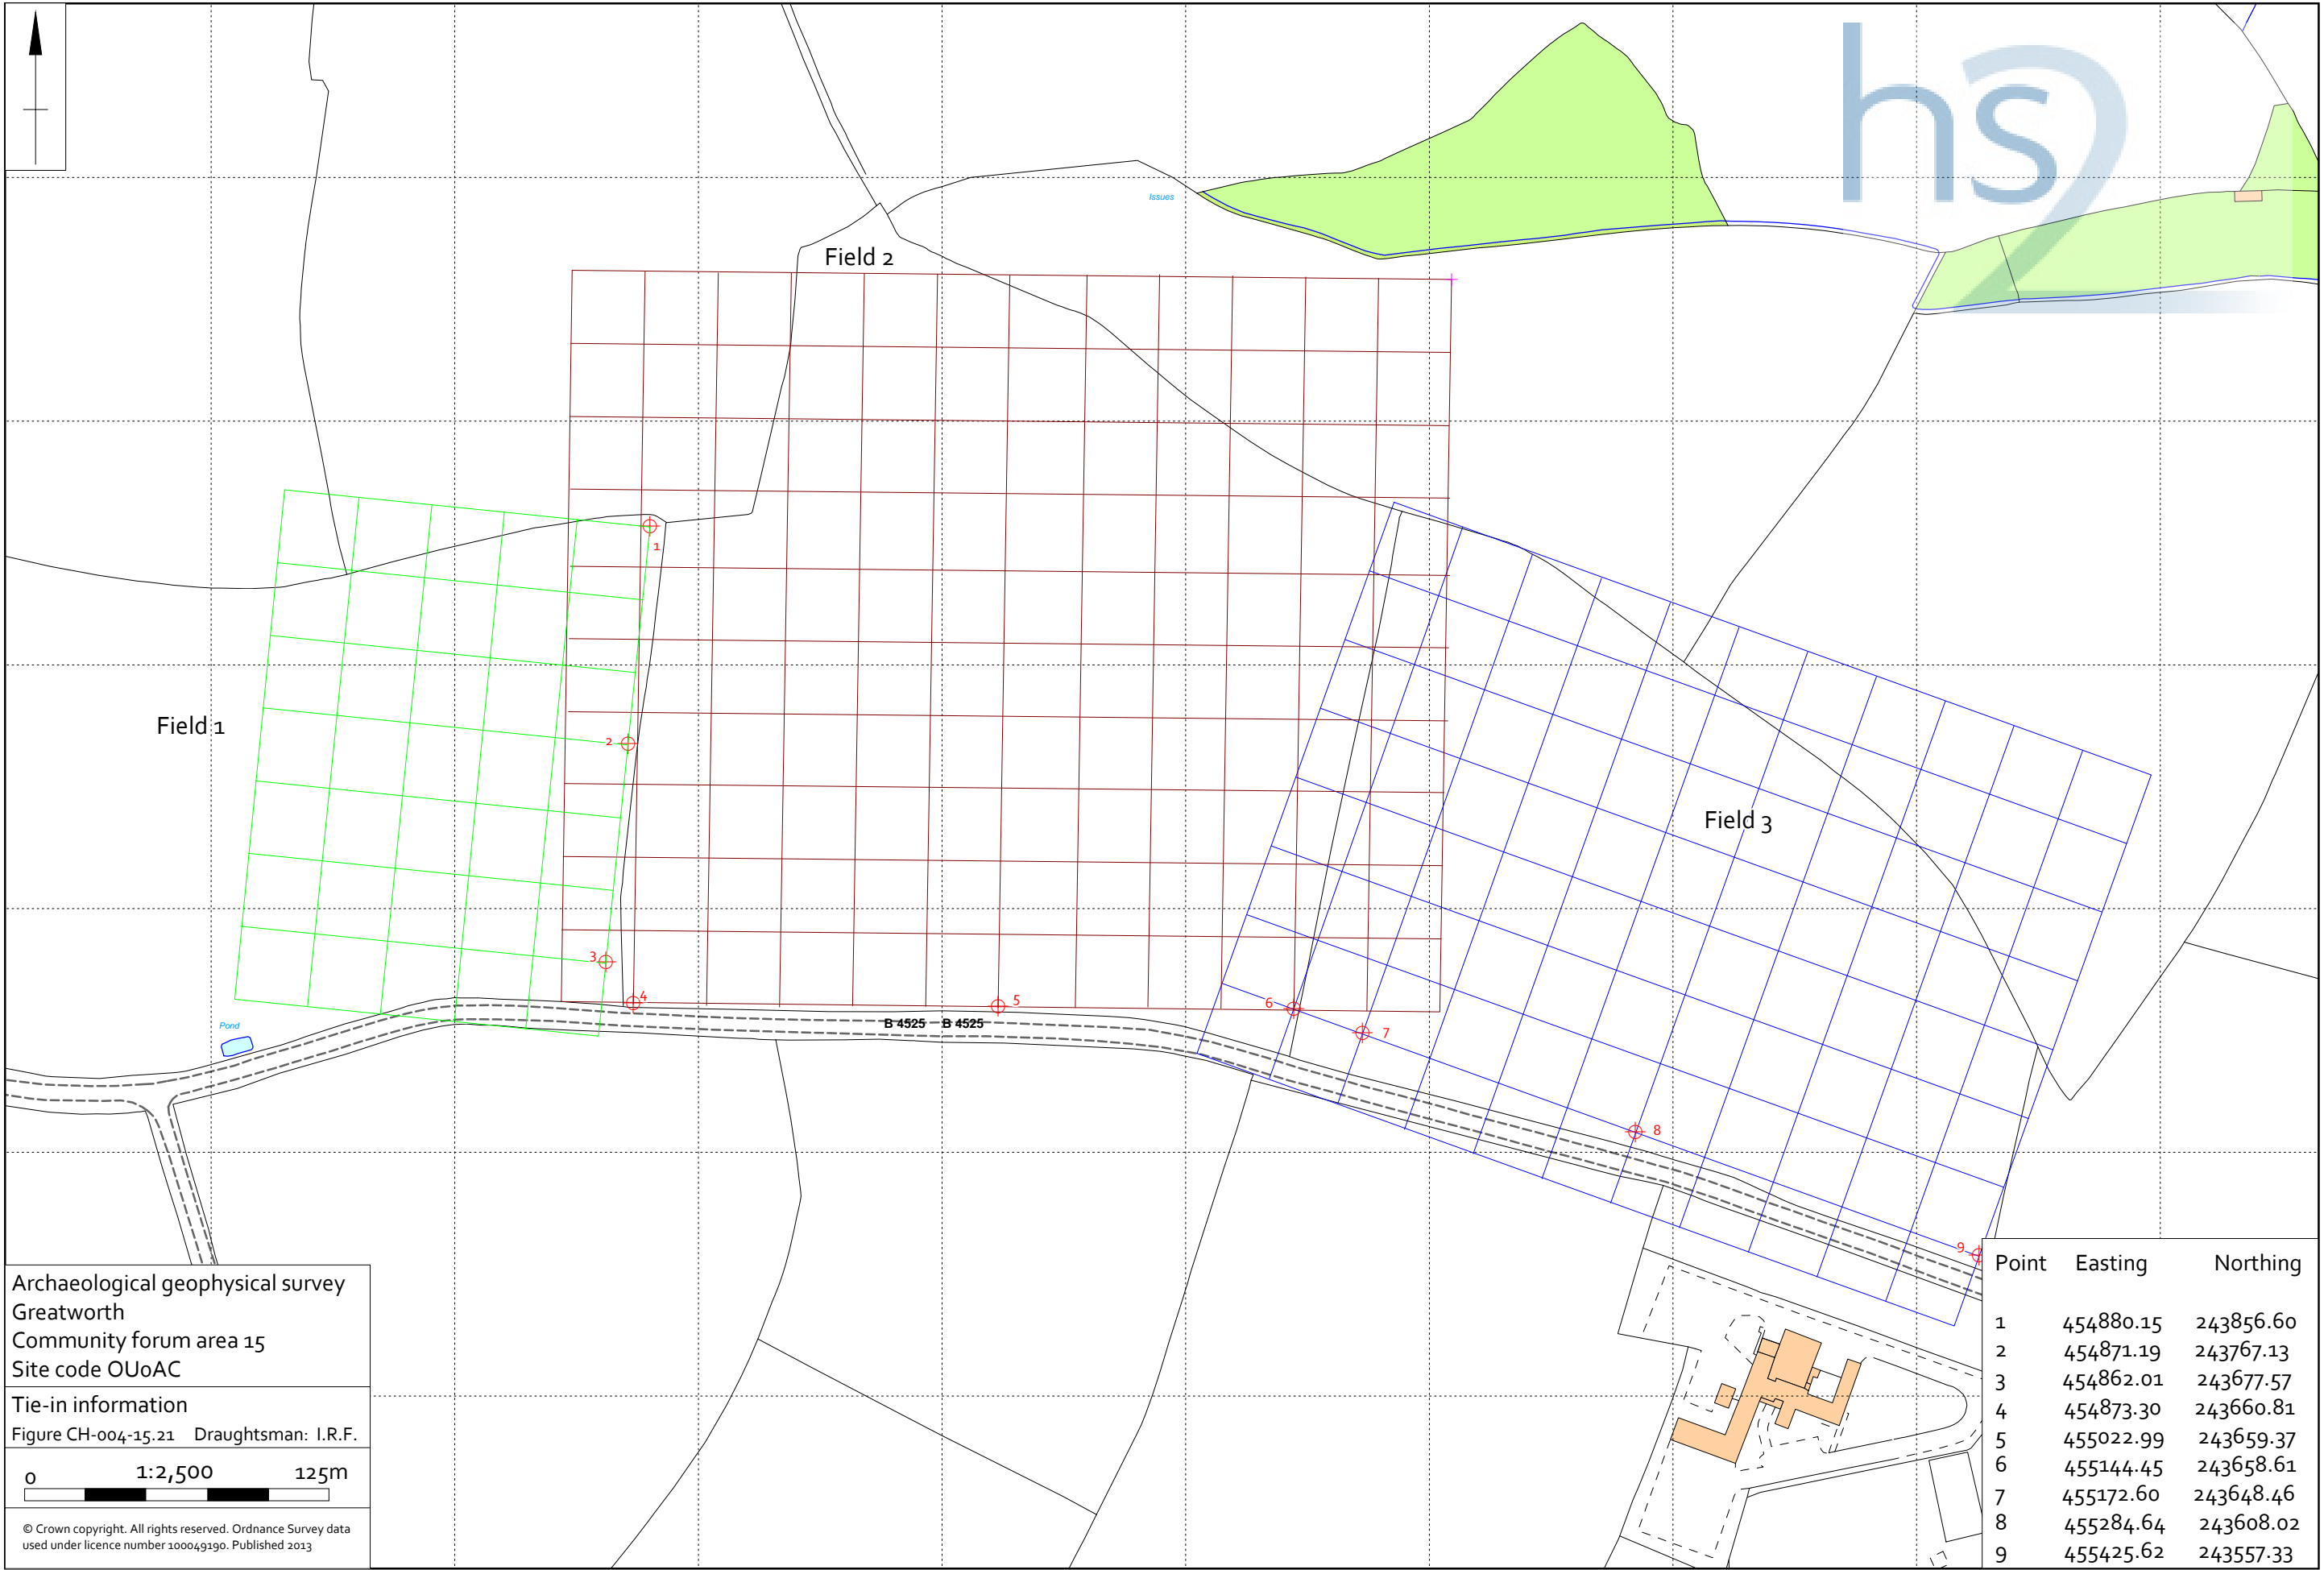 hs2
Issues
Field 2
1
Field 1
2
Field 3
3
4
5
6
7
B 4525 B 4525
Pond
8
9
Archaeological geophysical survey
Greatworth
Community forum area 15
Site code OU0AC
Tie-in information
Figure CH-004-15.21 Draughtsman: I.R.F.
0 1:2,500 125m
© Crown copyright. All rights reserved. Ordnance Survey data
used under licence number 100049190. Published 2013
Point Easting Northing
1 454880.15 243856.60
2 454871.19 243767.13
3 454862.01 243677.57
4 454873.30 243660.81
5 455022.99 243659.37
6 455144.45 243658.61
7 455172.60 243648.46
8 455284.64 243608.02
9 455425.62 243557.33